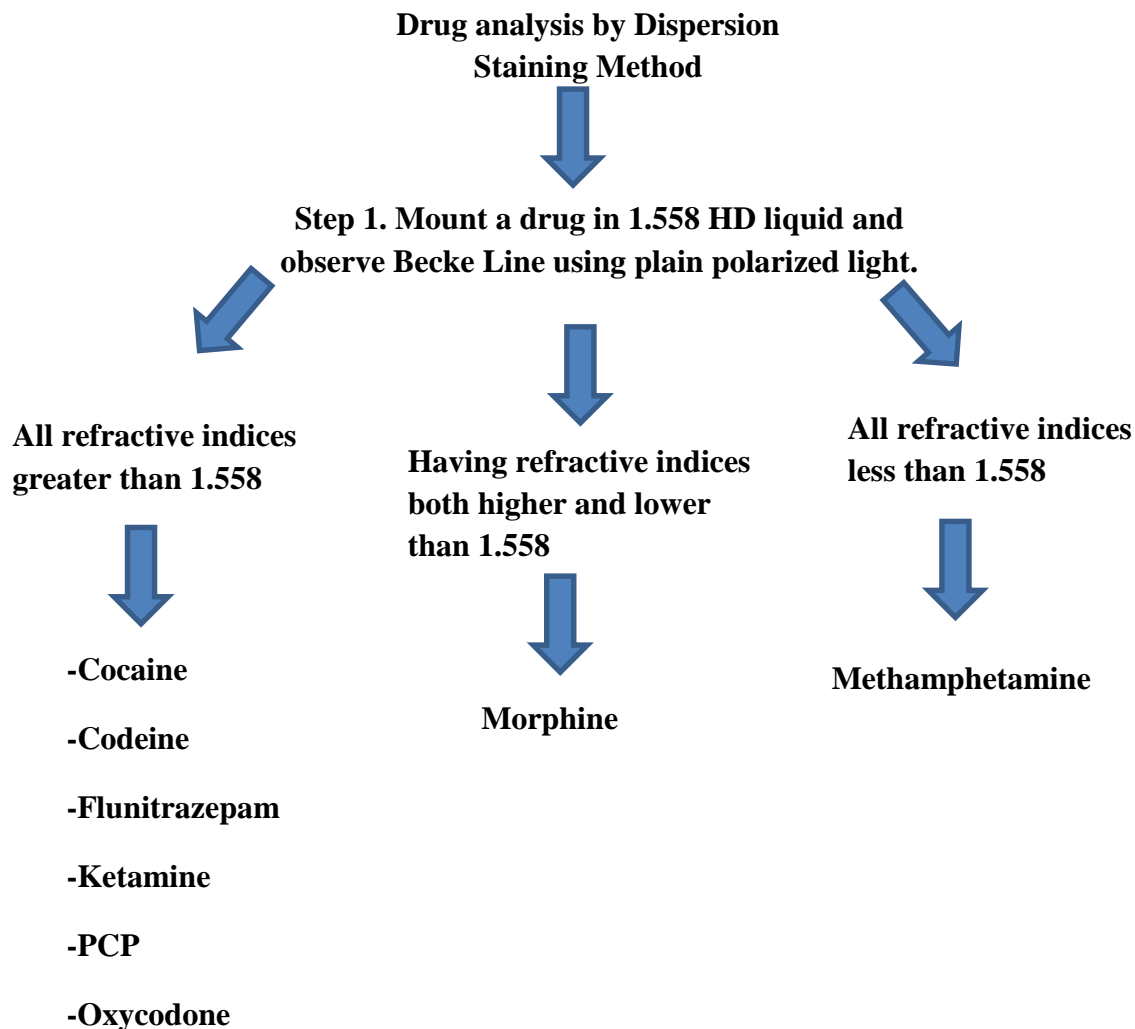 Drug analysis by Dispersion
Staining Method
Step 1. Mount a drug in 1.558 HD liquid and
observe Becke Line using plain polarized light.
All refractive indices
greater than 1.558
Having refractive indices
both higher and lower
than 1.558
All refractive indices
less than 1.558
-Cocaine
-Codeine
-Flunitrazepam
-Ketamine
-PCP
-Oxycodone
Morphine
Methamphetamine